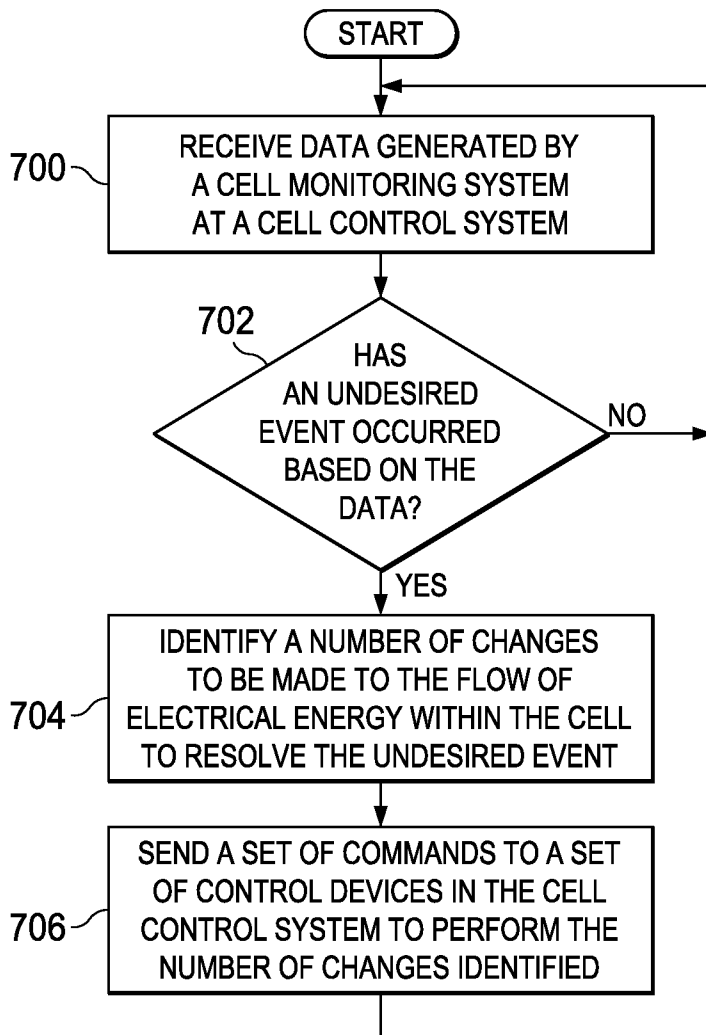 START
700
RECEIVE DATA GENERATED BY
A CELL MONITORING SYSTEM
AT A CELL CONTROL SYSTEM
702
HAS
AN UNDESIRED
EVENT OCCURRED
BASED ON THE
DATA?
NO
YES
704
IDENTIFY A NUMBER OF CHANGES
TO BE MADE TO THE FLOW OF
ELECTRICAL ENERGY WITHIN THE CELL
TO RESOLVE THE UNDESIRED EVENT
706
SEND A SET OF COMMANDS TO A SET
OF CONTROL DEVICES IN THE CELL
CONTROL SYSTEM TO PERFORM THE
NUMBER OF CHANGES IDENTIFIED